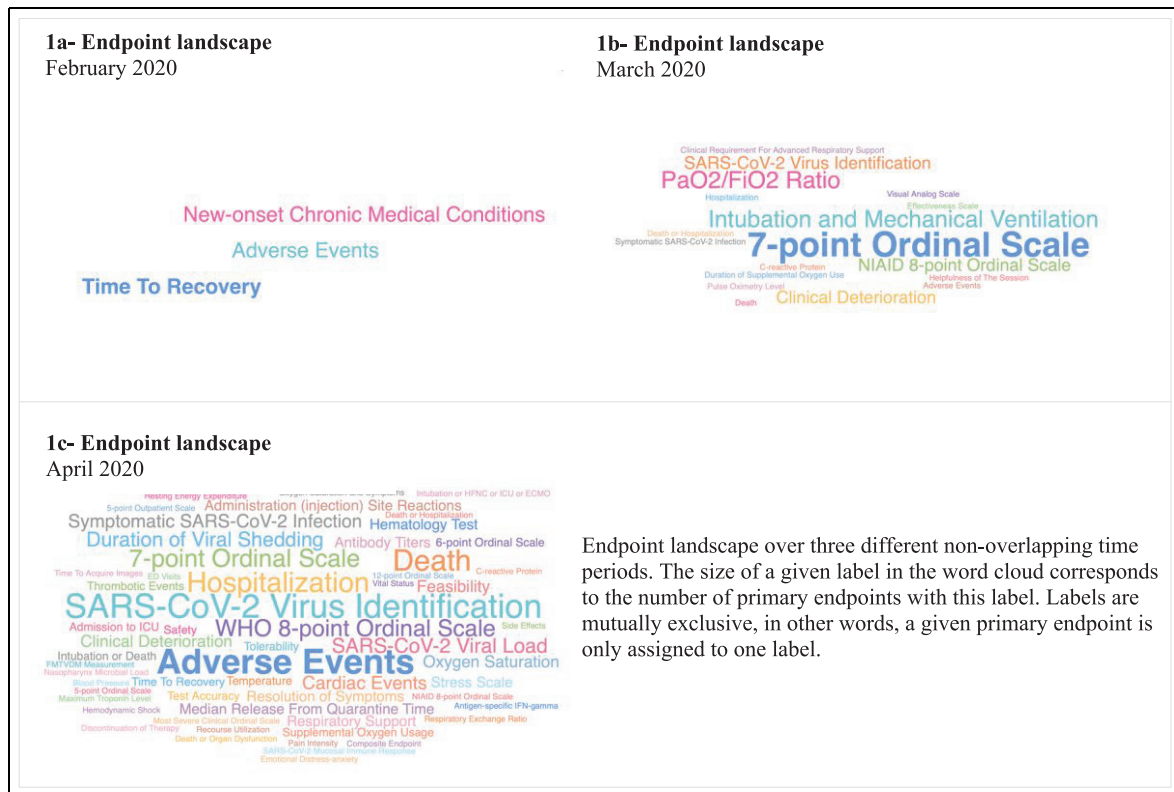 1a- Endpoint landscape
February 2020
New-onset Chronic Medical Conditions
Adverse Events
Time To Recovery
1b- Endpoint landscape
March 2020
Clinical Requirement For Advanced Respiratory Support
SARS-CoV-2 Virus Identification
PaO2/FiO2 Ratio
Hospitalization
Visual Analog Scale
Effectiveness Scale
Intubation and Mechanical Ventilation
Death or Hospitalization
Symptomatic SARS-CoV-2 Infection
7-point Ordinal Scale
C-reactive Protein
NIAID 8-point Ordinal Scale
Duration of Supplemental Oxygen Use
Helpfulness of The Session
Pulse Oximetry Level
Adverse Events
Clinical Deterioration
Death
1c- Endpoint landscape
April 2020
Resting Energy Expenditure
Intubation or HFNC or ICU or ECMO
5-point Outpatient Scale
Administration (injection) Site Reactions
Death or Hospitalization
Symptomatic SARS-CoV-2 Infection
Hematology Test
Duration of Viral Shedding
Antibody Titers
6-point Ordinal Scale
7-point Ordinal Scale
Death
Time To Acquire Images
ED Visits
12-point Ordinal Scale
C-reactive Protein
Thrombotic Events
Hospitalization
Vital Status
Feasibility
SARS-CoV-2 Virus Identification
Admission to ICU
Safety
WHO 8-point Ordinal Scale
Side Effects
Clinical Deterioration
Tolerability
SARS-CoV-2 Viral Load
Intubation or Death
Adverse Events
Oxygen Saturation
FMTVDM Measurement
Nasopharynx Microbial Load
Blood Pressure
Time To Recovery
Temperature
Cardiac Events
Stress Scale
5-point Ordinal Scale
Maximum Troponin Level
Test Accuracy
Resolution of Symptoms
NIAID 8-point Ordinal Scale
Hemodynamic Shock
Median Release From Quarantine Time
Antigen-specific IFN-gamma
Most Severe Clinical Ordinal Scale
Respiratory Support
Respiratory Exchange Ratio
Discontinuation of Therapy
Recourse Utilization
Supplemental Oxygen Usage
Death or Organ Dysfunction
Pain Intensity
Composite Endpoint
SARS-CoV-2 Mucosal Immune Response
Emotional Distress-anxiety
Endpoint landscape over three different non-overlapping time
periods. The size of a given label in the word cloud corresponds
to the number of primary endpoints with this label. Labels are
mutually exclusive, in other words, a given primary endpoint is
only assigned to one label.